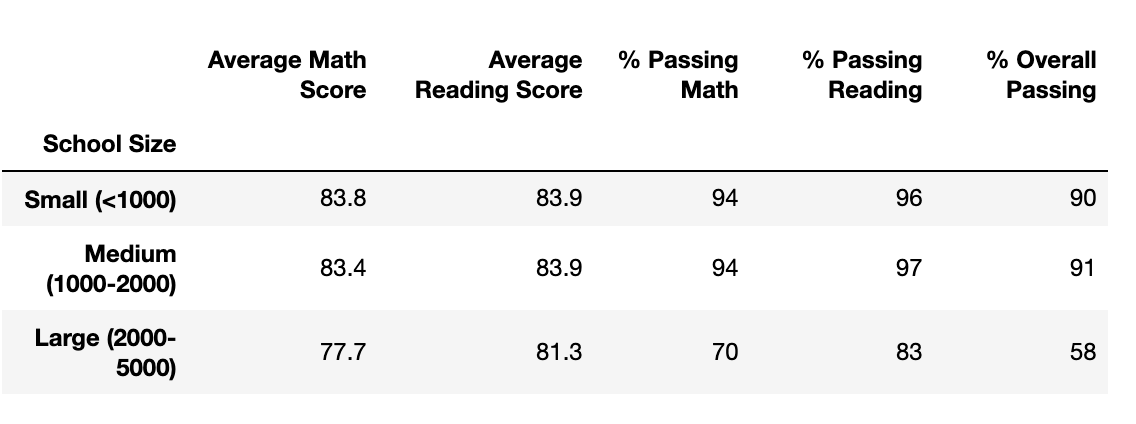 Average Math Score Average Reading Score % Passing Math % Passing Reading % Overall Passing
School Size
Small (<1000) 83.8 83.9 94 96 90
Medium (1000-2000) 83.4 83.9 94 97 91
Large (2000-5000) 77.7 81.3 70 83 58